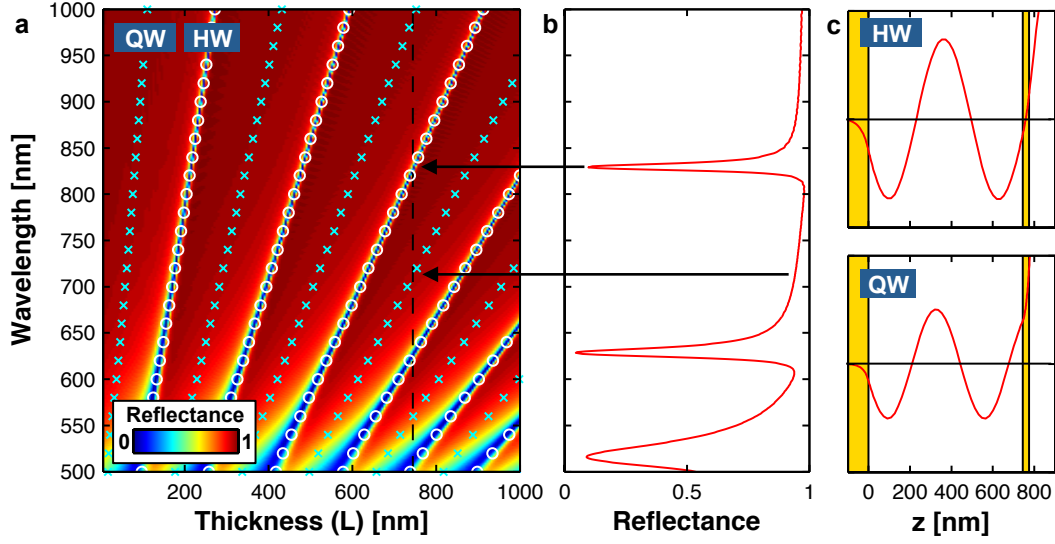 a
QW HW
Wavelength [nm]
1000
950
900
850
800
750
700
650
600
550
500
Reflectance
0 1
200 400 600 800 1000
Thickness (L) [nm]
b
0 0.5 1
Reflectance
c
HW
QW
0 200 400 600 800
z [nm]